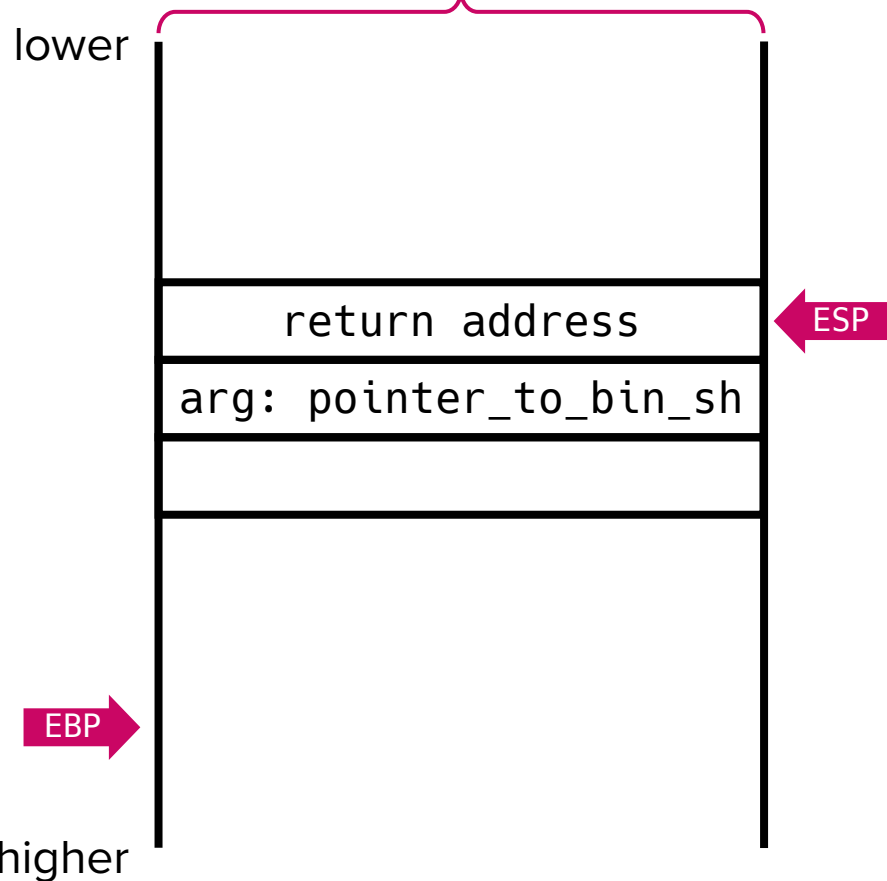 lower
return address
ESP
arg: pointer_to_bin_sh
EBP
higher